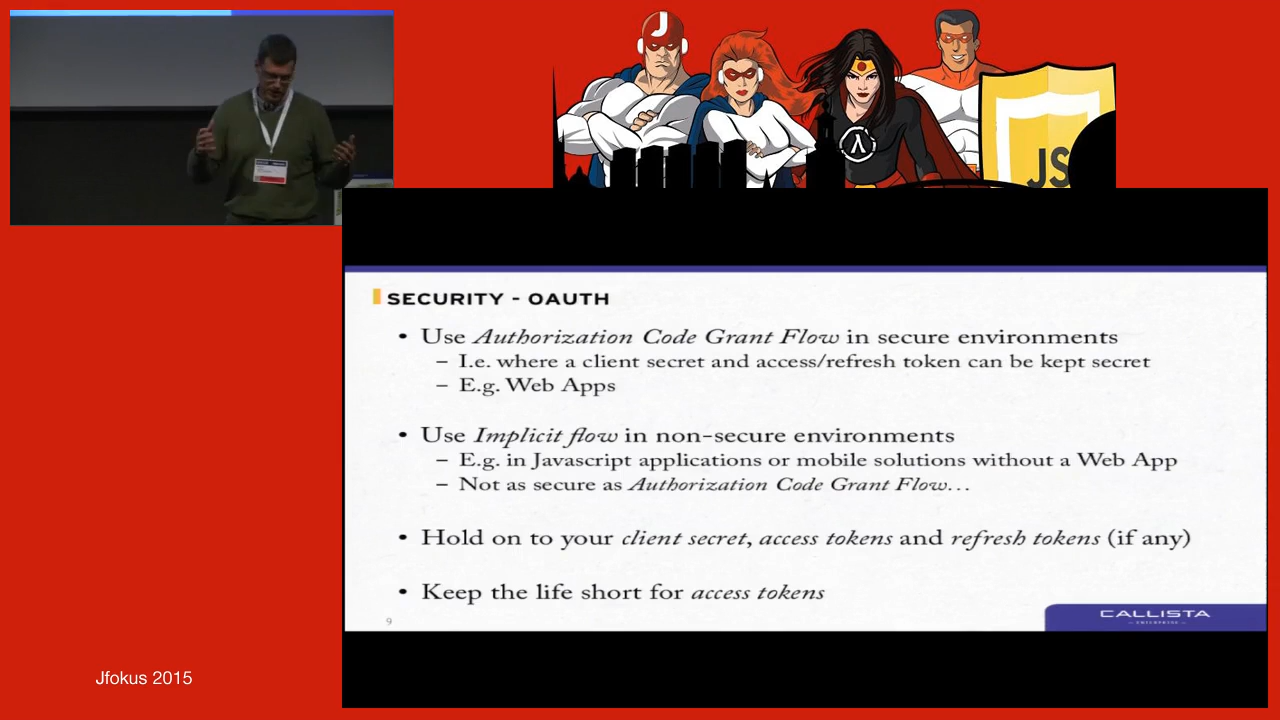 J
JS
SECURITY - OAUTH
• Use Authorization Code Grant Flow in secure environments
– I.e. where a client secret and access/refresh token can be kept secret
– E.g. Web Apps
• Use Implicit flow in non-secure environments
– E.g. in Javascript applications or mobile solutions without a Web App
– Not as secure as Authorization Code Grant Flow…
• Hold on to your client secret, access tokens and refresh tokens (if any)
• Keep the life short for access tokens
9
CALLISTA
— ENTERPRISE —
Jfokus 2015